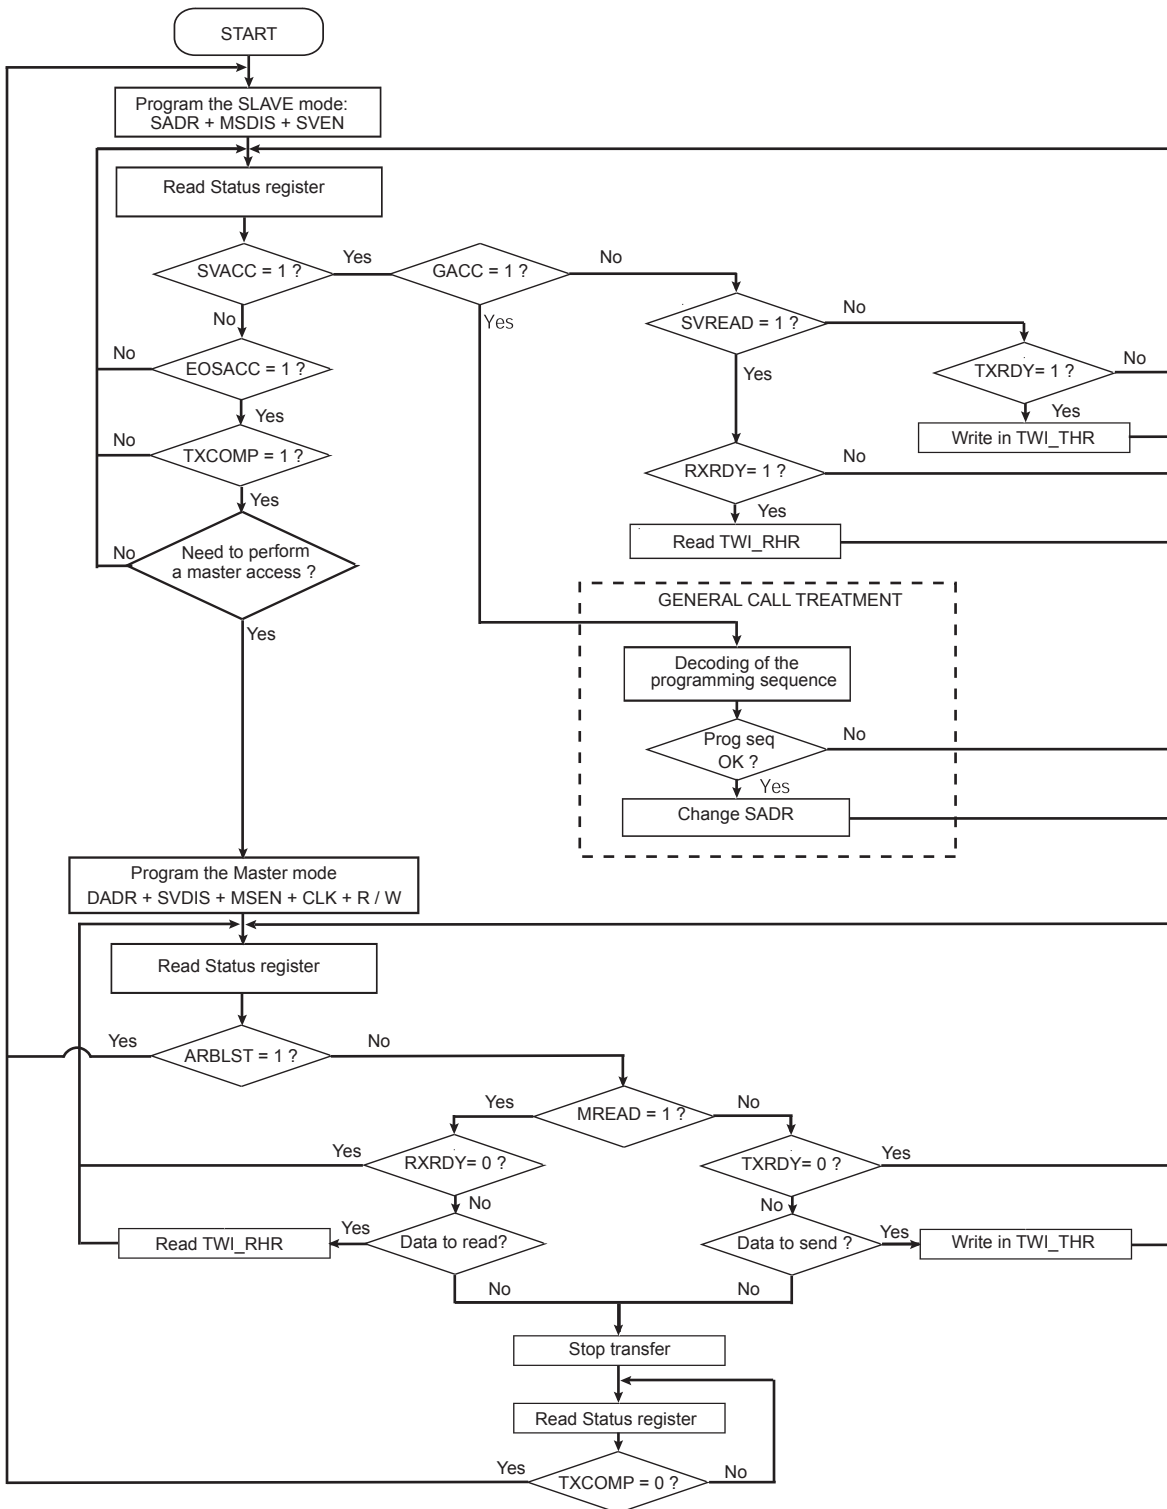 START
Program the SLAVE mode:
SADR + MSDIS + SVEN
Read Status register
SVACC = 1 ?
Yes
GACC = 1 ?
No
No
Yes
SVREAD = 1 ?
No
Yes
TXRDY= 1 ?
No
Yes
Write in TWI_THR
No
EOSACC = 1 ?
Yes
No
TXCOMP = 1 ?
Yes
RXRDY= 1 ?
No
Yes
Read TWI_RHR
No
Need to perform
a master access ?
Yes
GENERAL CALL TREATMENT
Decoding of the
programming sequence
Prog seq
OK ?
No
Yes
Change SADR
Program the Master mode
DADR + SVDIS + MSEN + CLK + R / W
Read Status register
Yes
ARBLST = 1 ?
No
Yes
MREAD = 1 ?
No
Yes
RXRDY= 0 ?
No
TXRDY= 0 ?
Yes
No
Read TWI_RHR
Yes
Data to read?
No
Data to send ?
Yes
Write in TWI_THR
No
Stop transfer
Read Status register
Yes
TXCOMP = 0 ?
No